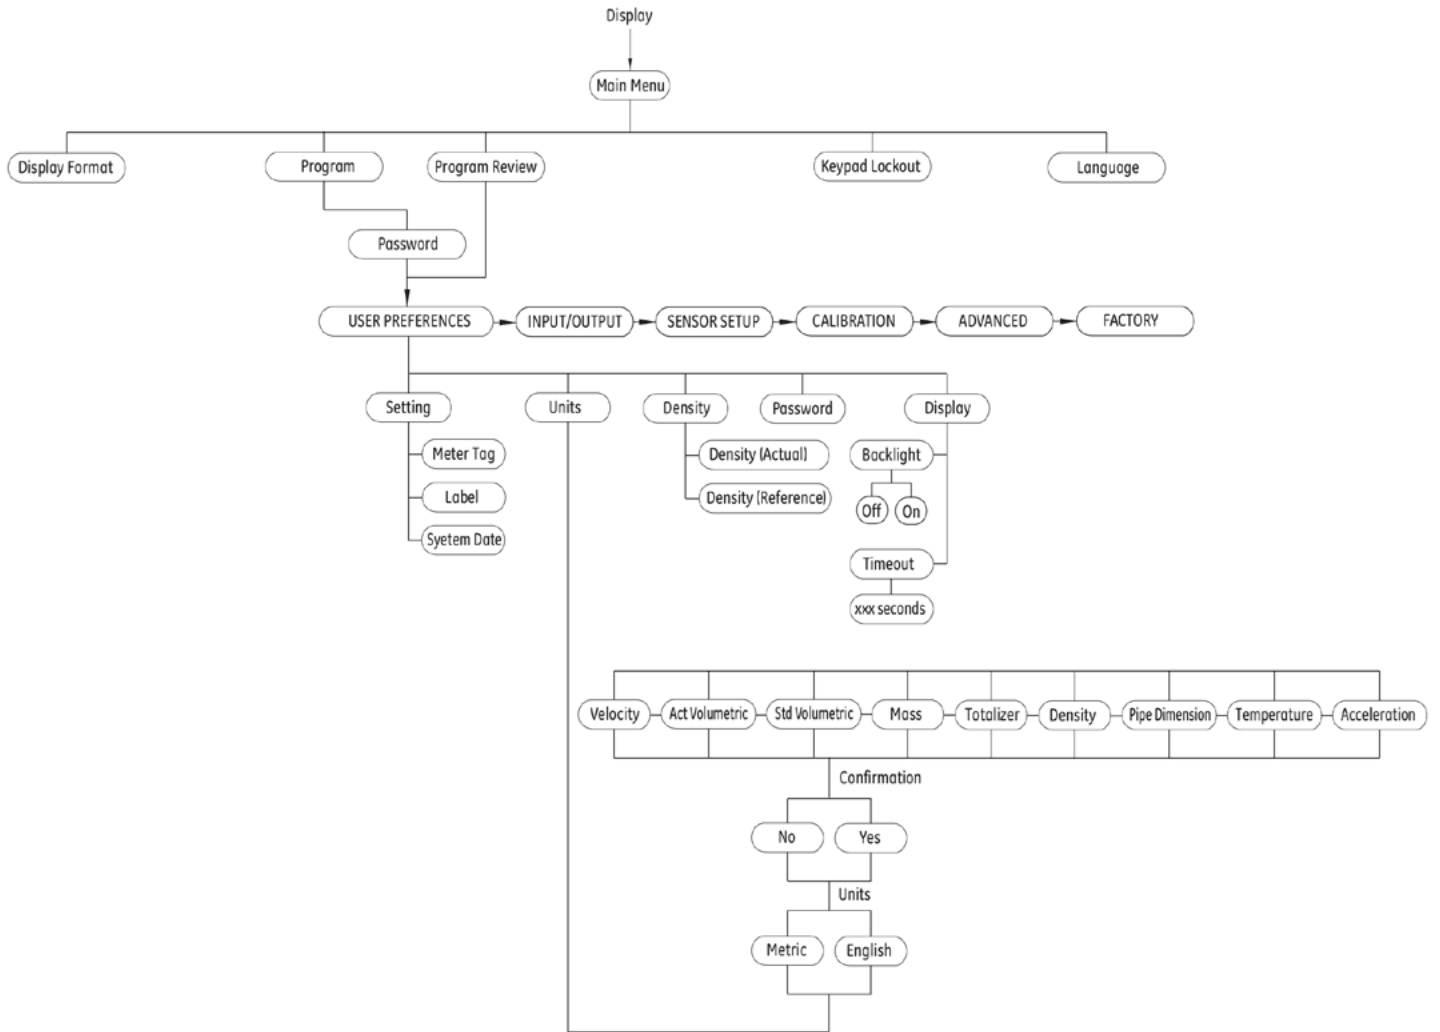 Display
Main Menu
Display Format
Program
Program Review
Keypad Lockout
Language
Password
USER PREFERENCES
INPUT/OUTPUT
SENSOR SETUP
CALIBRATION
ADVANCED
FACTORY
Setting
Units
Density
Password
Display
Meter Tag
Density (Actual)
Backlight
Label
Density (Reference)
Off
On
Syetem Date
Timeout
xxx seconds
Velocity
Act Volumetric
Std Volumetric
Mass
Totalizer
Density
Pipe Dimension
Temperature
Acceleration
Confirmation
No
Yes
Units
Metric
English